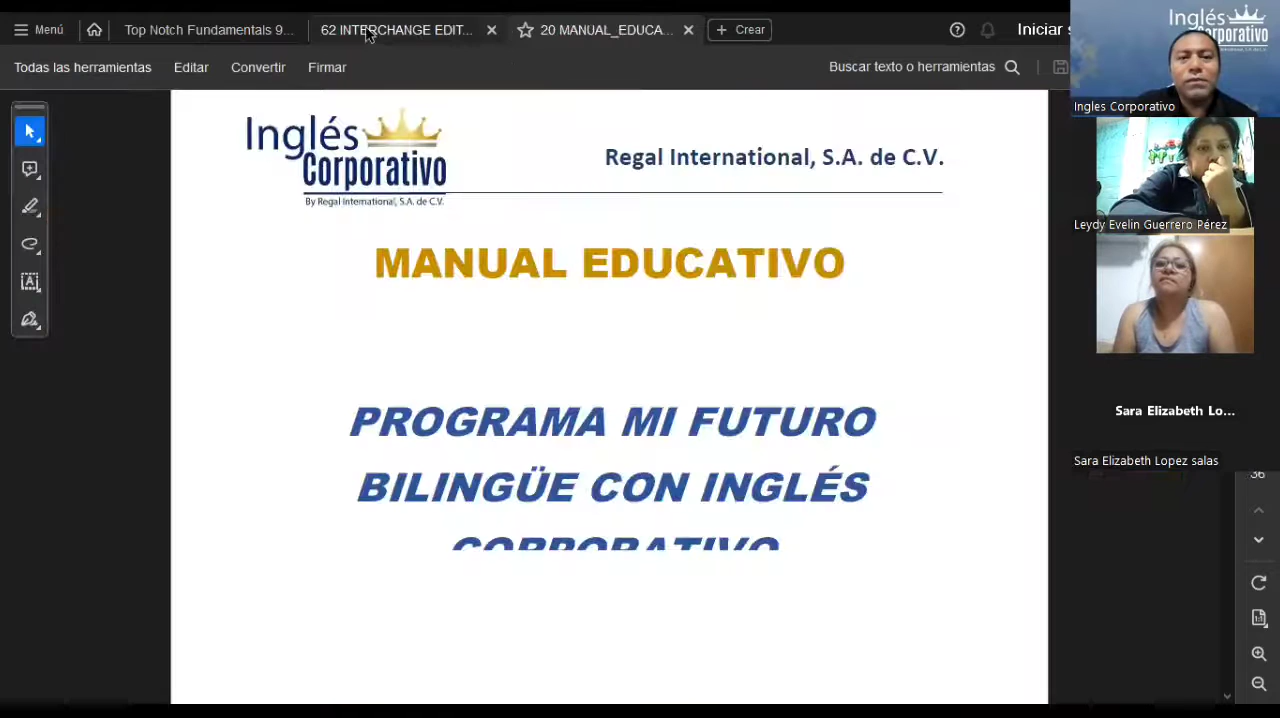 Menú
Top Notch Fundamentals 9...
62 INTERCHANGE EDIT...
20 MANUAL_EDUCA...
Crear
Iniciar s
Todas las herramientas
Editar
Convertir
Firmar
Buscar texto o herramientas
Inglés
Corporativo
By Regal International, S.A. de C.V.
Regal International, S.A. de C.V.
MANUAL EDUCATIVO
PROGRAMA MI FUTURO
BILINGÜE CON INGLÉS
CORPORATIVO
Inglés
Corporativo
Ingles Corporativo
Leydy Evelin Guerrero Pérez
Sara Elizabeth Lo...
Sara Elizabeth Lopez salas
36